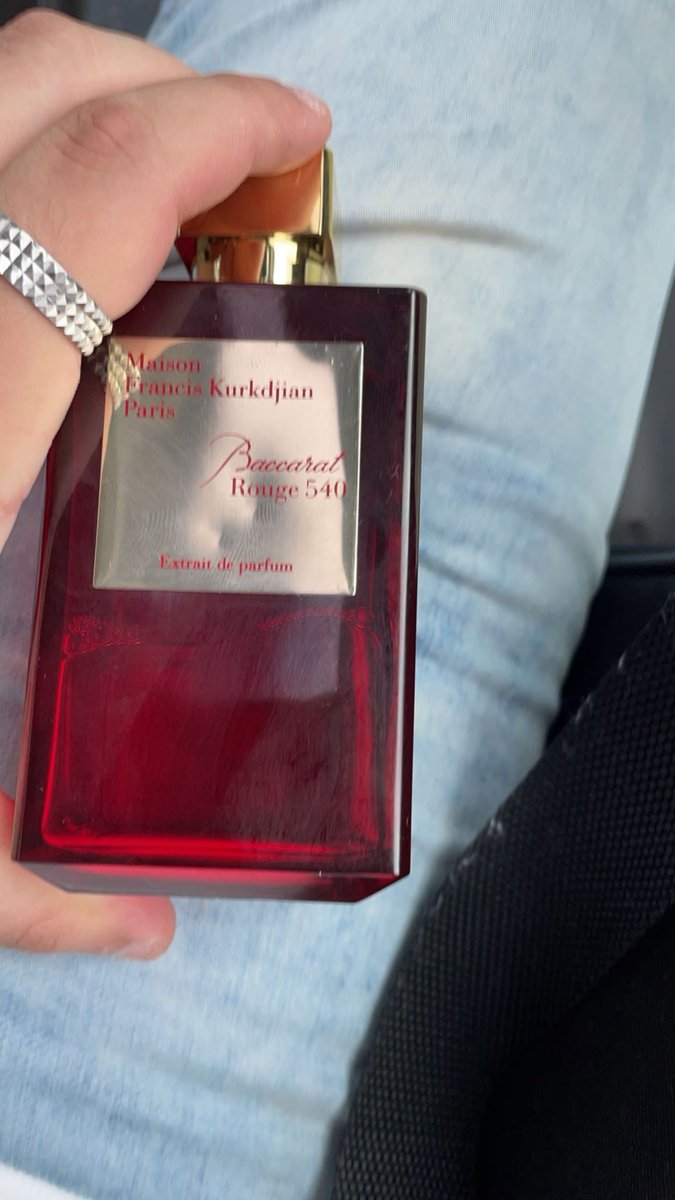 Maison
Francis Kurkdjian
Paris
Baccarat
Rouge 540
Extrait de parfum